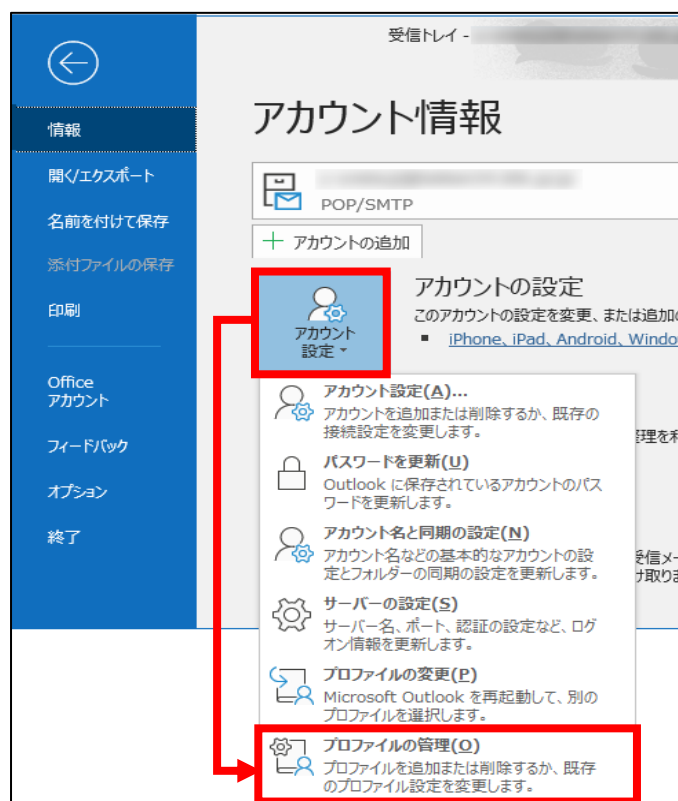 受信トレイ -
アカウント情報
情報
開く/エクスポート
名前を付けて保存
添付ファイルの保存
印刷
Office
アカウント
フィードバック
オプション
終了
POP/SMTP
アカウントの追加
アカウント
設定
アカウントの設定
このアカウントの設定を変更、または追加の
iPhone、iPad、Android、Windo
アカウント設定(A)...
アカウントを追加または削除するか、既存の
接続設定を変更します。
パスワードを更新(U)
Outlook に保存されているアカウントのパス
ワードを更新します。
アカウント名と同期の設定(N)
アカウント名などの基本的なアカウントの設
定とフォルダーの同期の設定を更新します。
サーバーの設定(S)
サーバー名、ポート、認証の設定など、ログ
オン情報を更新します。
プロファイルの変更(P)
Microsoft Outlook を再起動して、別の
プロファイルを選択します。
プロファイルの管理(O)
プロファイルを追加または削除するか、既存
のプロファイル設定を変更します。
管理を利
受信メー
け取りま